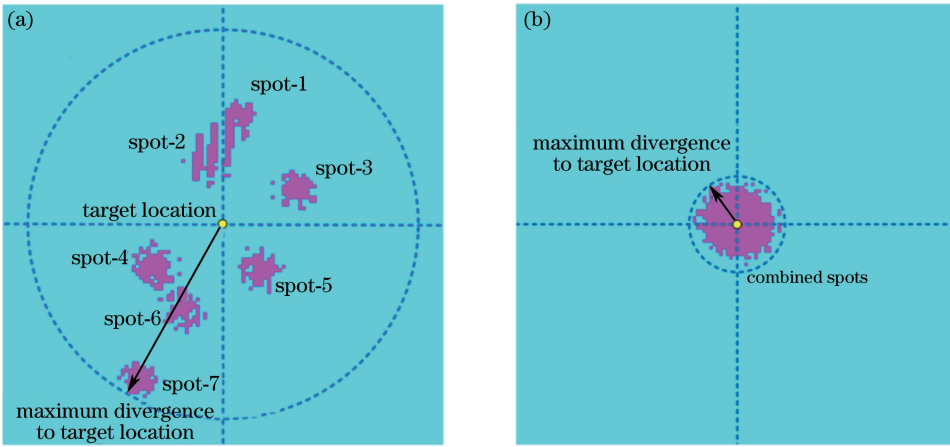 (a)
spot-1
spot-2
spot-3
target location
spot-4
spot-5
spot-6
spot-7
maximum divergence
to target location
(b)
maximum divergence
to target location
combined spots